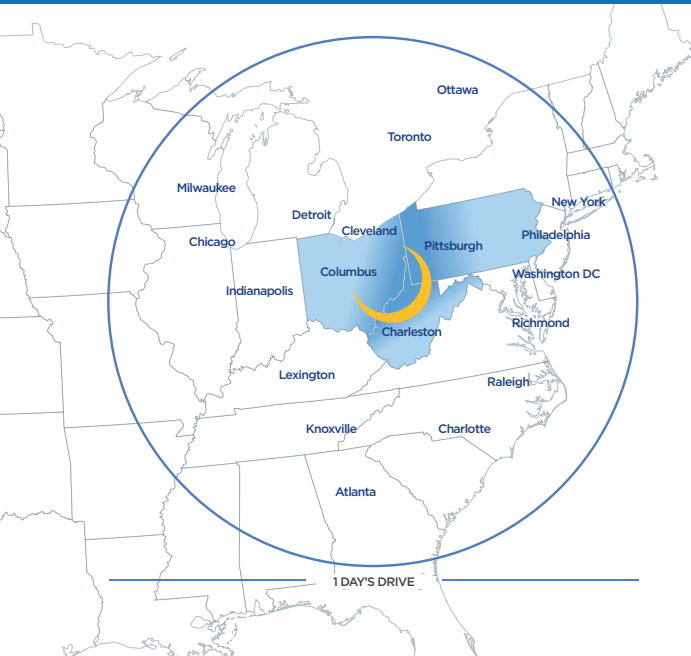 Ottawa
Toronto
Milwaukee
New York
Detroit
Cleveland
Philadelphia
Chicago
Pittsburgh
Columbus
Washington DC
Indianapolis
Richmond
Charleston
Lexington
Raleigh
Knoxville
Charlotte
Atlanta
1 DAY'S DRIVE